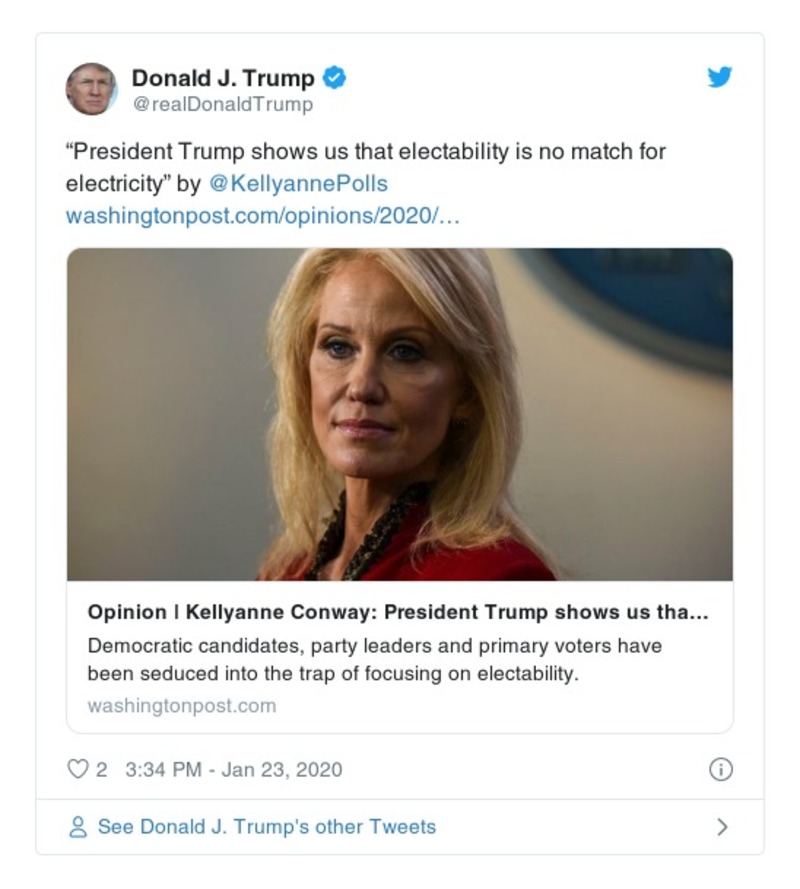 Donald J. Trump
@realDonaldTrump
“President Trump shows us that electability is no match for
electricity” by @KellyannePolls
washingtonpost.com/opinions/2020/…
Opinion | Kellyanne Conway: President Trump shows us tha...
Democratic candidates, party leaders and primary voters have
been seduced into the trap of focusing on electability.
washingtonpost.com
2 3:34 PM - Jan 23, 2020
See Donald J. Trump's other Tweets